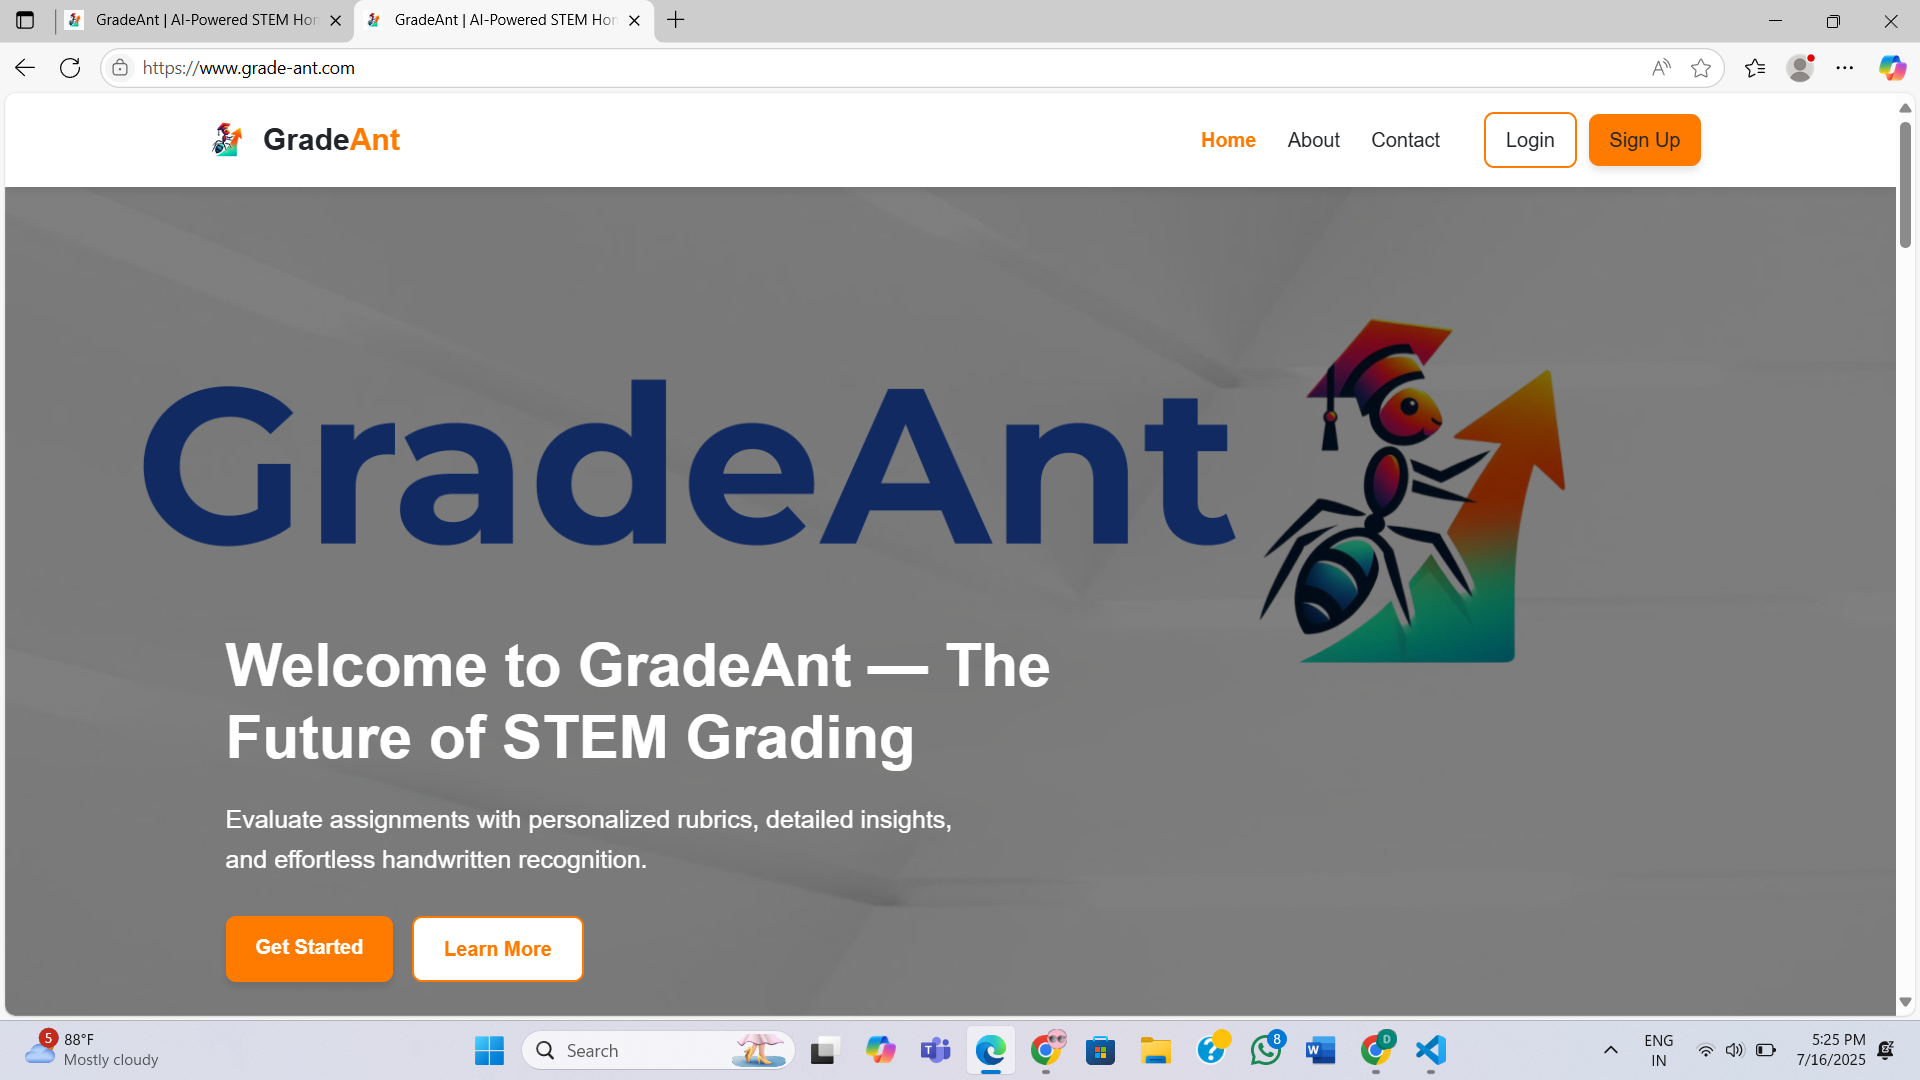 GradeAnt | AI-Powered STEM Hom
GradeAnt | AI-Powered STEM Hom
https://www.grade-ant.com
GradeAnt
Home
About
Contact
Login
Sign Up
GradeAnt
Welcome to GradeAnt — The
Future of STEM Grading
Evaluate assignments with personalized rubrics, detailed insights,
and effortless handwritten recognition.
Get Started
Learn More
5
88°F
Mostly cloudy
Search
8
D
ENG
IN
5:25 PM
7/16/2025